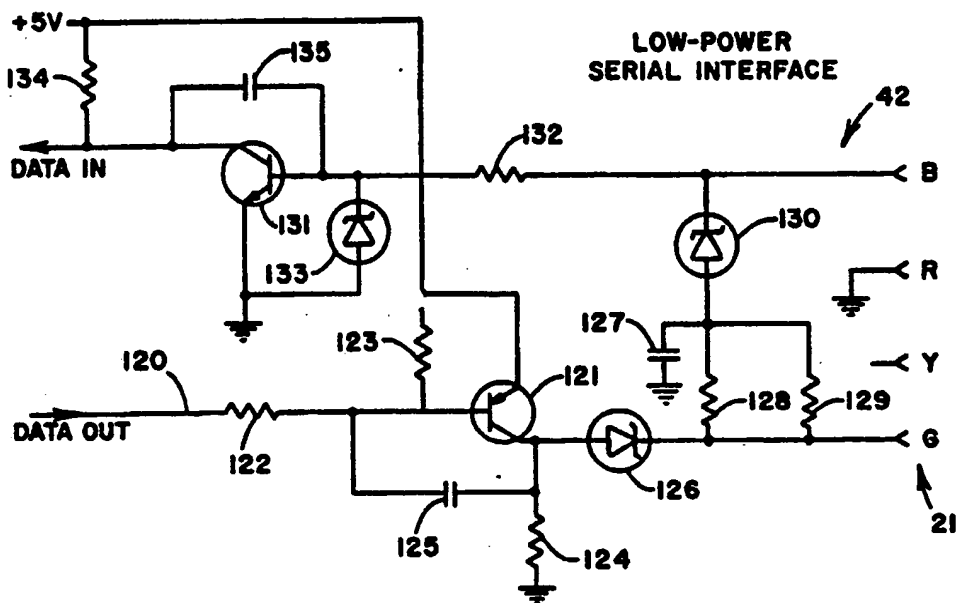 +5V
135
LOW-POWER
SERIAL INTERFACE
134
42
132
DATA IN
B
131
130
133
R
127
123
120
121
Y
128
129
DATA OUT
122
G
126
21
125
124